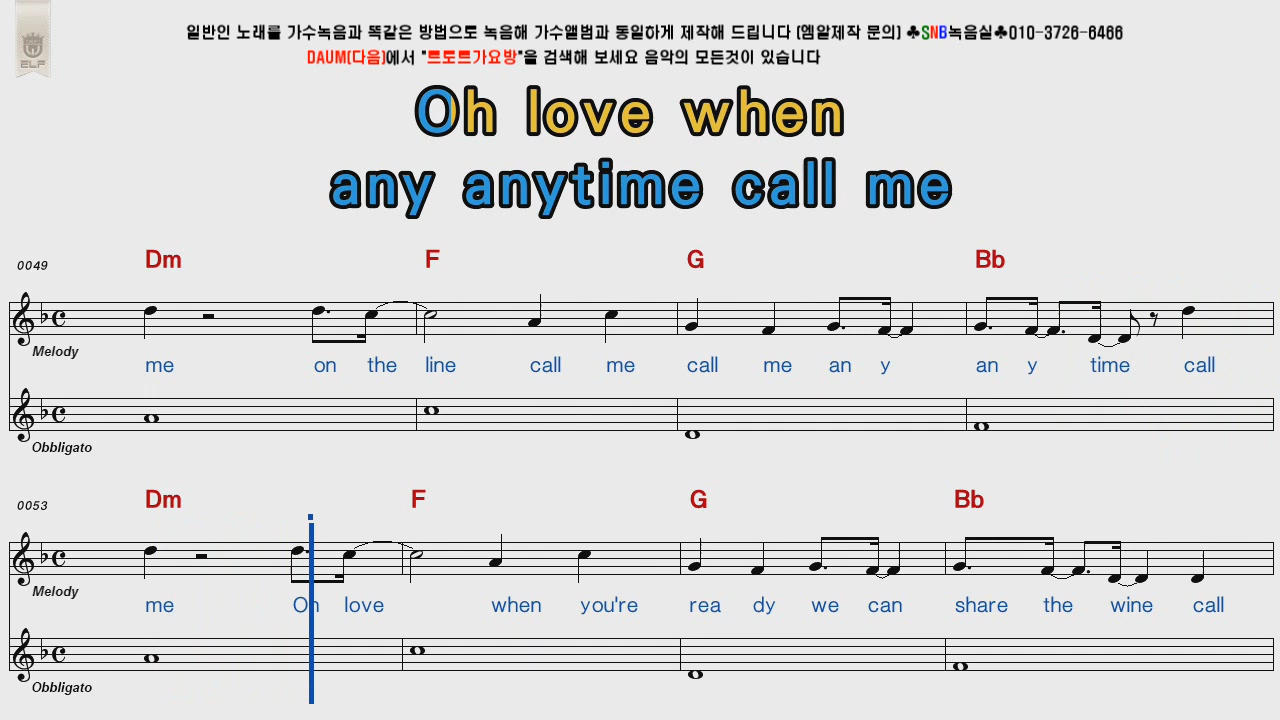 일반인 노래를 가수녹음과 똑같은 방법으로 녹음해 가수앨범과 동일하게 제작해 드립니다 (엠알제작 문의) ♣SNB녹음실♣010-3726-6466
DAUM(다음)에서 "트로트가요방"을 검색해 보세요 음악의 모든것이 있습니다
ELF
Oh love when
any anytime call me
0049 Dm F G Bb
Melody
me on the line call me call me an y an y time call
Obbligato
0053 Dm F G Bb
Melody
me Oh love when you're rea dy we can share the wine call
Obbligato